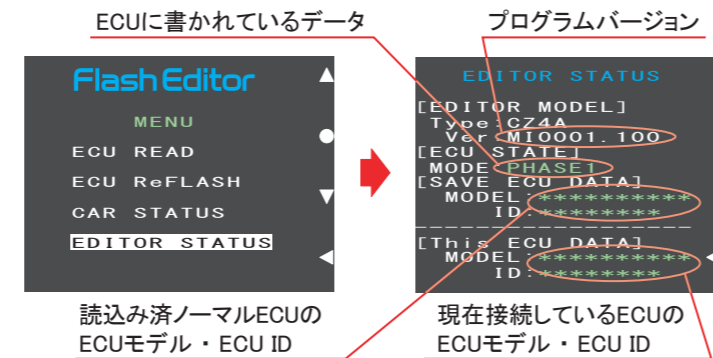 ECUに書かれているデータ
プログラムバージョン
Flash Editor
MENU
ECU READ
ECU ReFLASH
CAR STATUS
EDITOR STATUS
EDITOR STATUS
[EDITOR MODEL]
Type:CZ4A
Ver MI0001.100
[ECU STATE]
MODE PHASE1
[SAVE ECU DATA]
MODEL:**********
ID:********
[This ECU DATA]
MODEL:**********
ID:********
読込み済ノーマルECUの
ECUモデル・ECU ID
現在接続しているECUの
ECUモデル・ECU ID